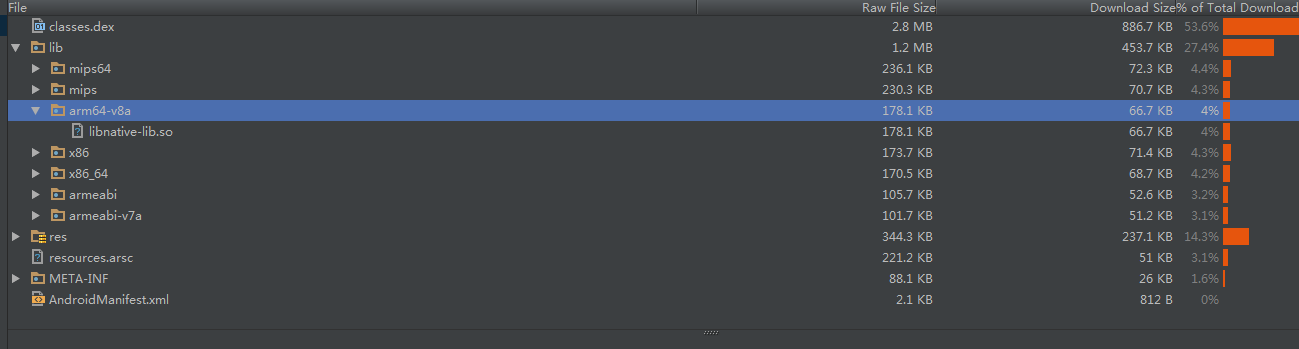 File Raw File Size Download Size % of Total Download
classes.dex 2.8 MB 886.7 KB 53.6%
lib 1.2 MB 453.7 KB 27.4%
mips64 236.1 KB 72.3 KB 4.4%
mips 230.3 KB 70.7 KB 4.3%
arm64-v8a 178.1 KB 66.7 KB 4%
libnative-lib.so 178.1 KB 66.7 KB 4%
x86 173.7 KB 71.4 KB 4.3%
x86_64 170.5 KB 68.7 KB 4.2%
armeabi 105.7 KB 52.6 KB 3.2%
armeabi-v7a 101.7 KB 51.2 KB 3.1%
res 344.3 KB 237.1 KB 14.3%
resources.arsc 221.2 KB 51 KB 3.1%
META-INF 88.1 KB 26 KB 1.6%
AndroidManifest.xml 2.1 KB 812 B 0%